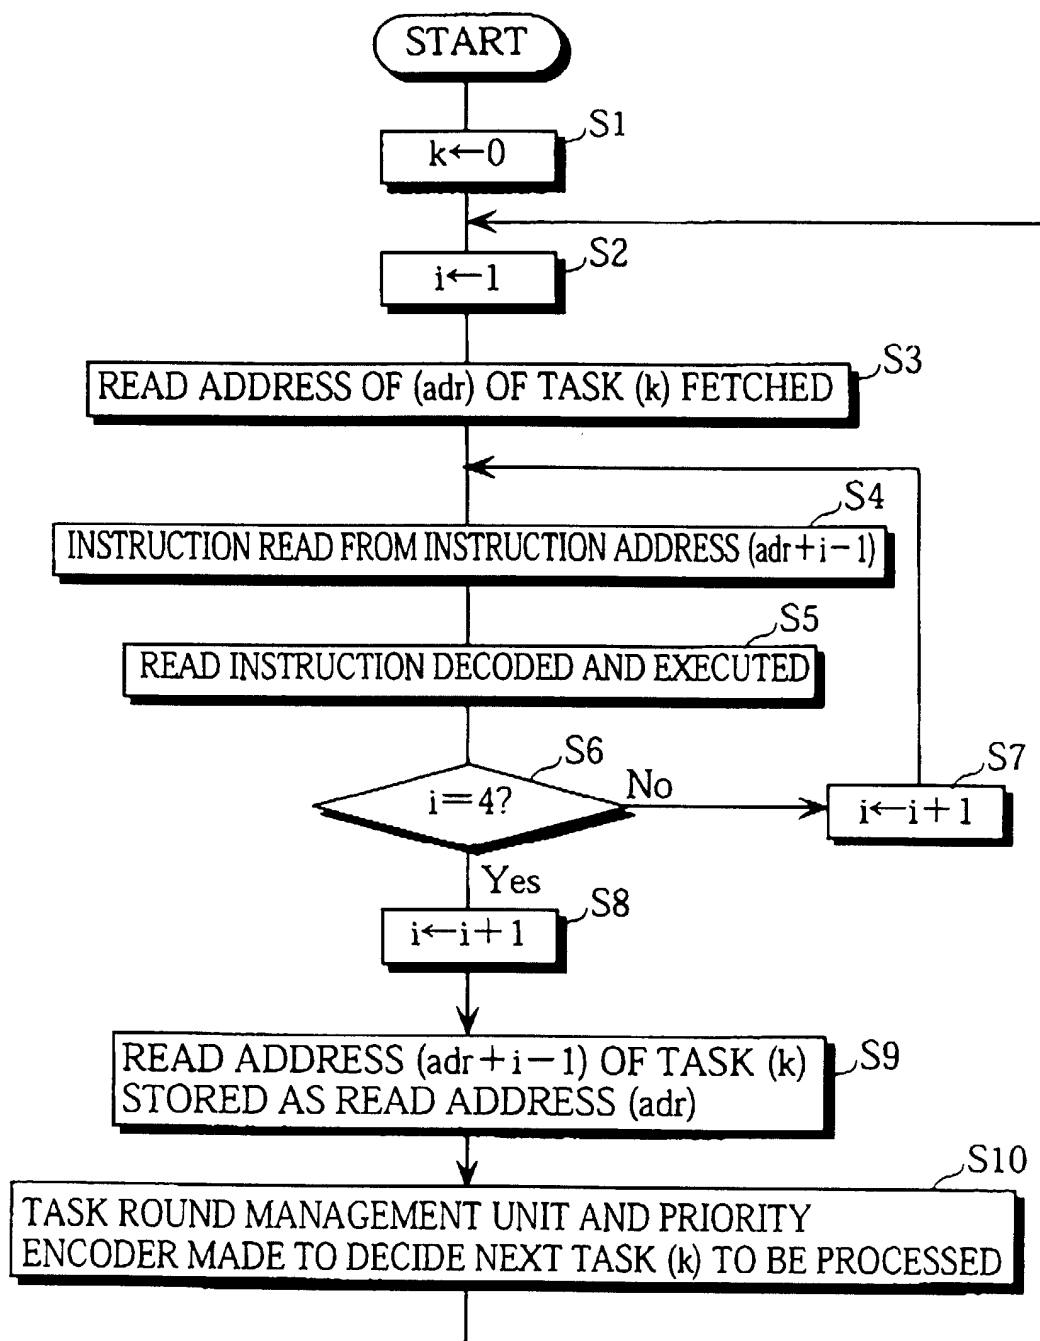 START
S1
k←0
S2
i←1
S3
READ ADDRESS OF (adr) OF TASK (k) FETCHED
S4
INSTRUCTION READ FROM INSTRUCTION ADDRESS (adr+i−1)
S5
READ INSTRUCTION DECODED AND EXECUTED
S6
i=4?
No
S7
i←i+1
Yes
S8
i←i+1
S9
READ ADDRESS (adr+i−1) OF TASK (k)
STORED AS READ ADDRESS (adr)
S10
TASK ROUND MANAGEMENT UNIT AND PRIORITY
ENCODER MADE TO DECIDE NEXT TASK (k) TO BE PROCESSED